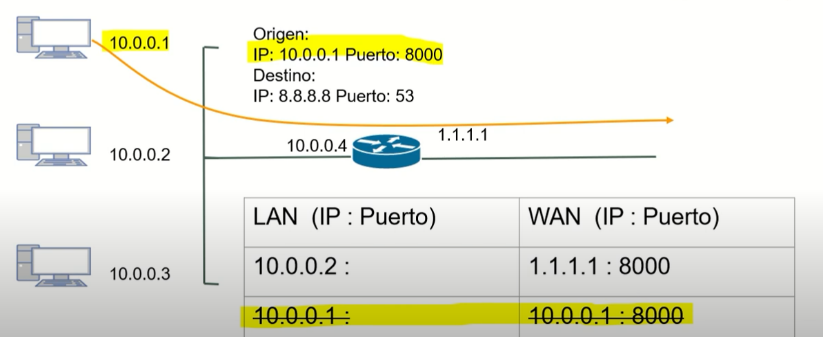 10.0.0.1
Origen:
IP: 10.0.0.1 Puerto: 8000
Destino:
IP: 8.8.8.8 Puerto: 53
10.0.0.2
10.0.0.4
1.1.1.1
10.0.0.3
LAN (IP : Puerto)
WAN (IP : Puerto)
10.0.0.2 :
1.1.1.1 : 8000
10.0.0.1 :
10.0.0.1 : 8000